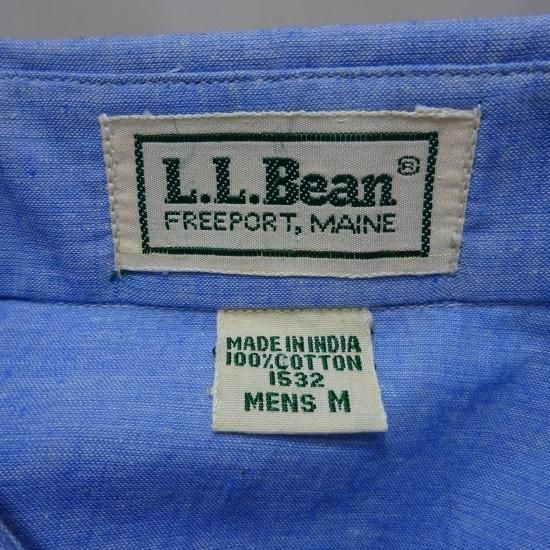 L.L.Bean®
FREEPORT, MAINE
MADE IN INDIA
100% COTTON
1532
MENS M